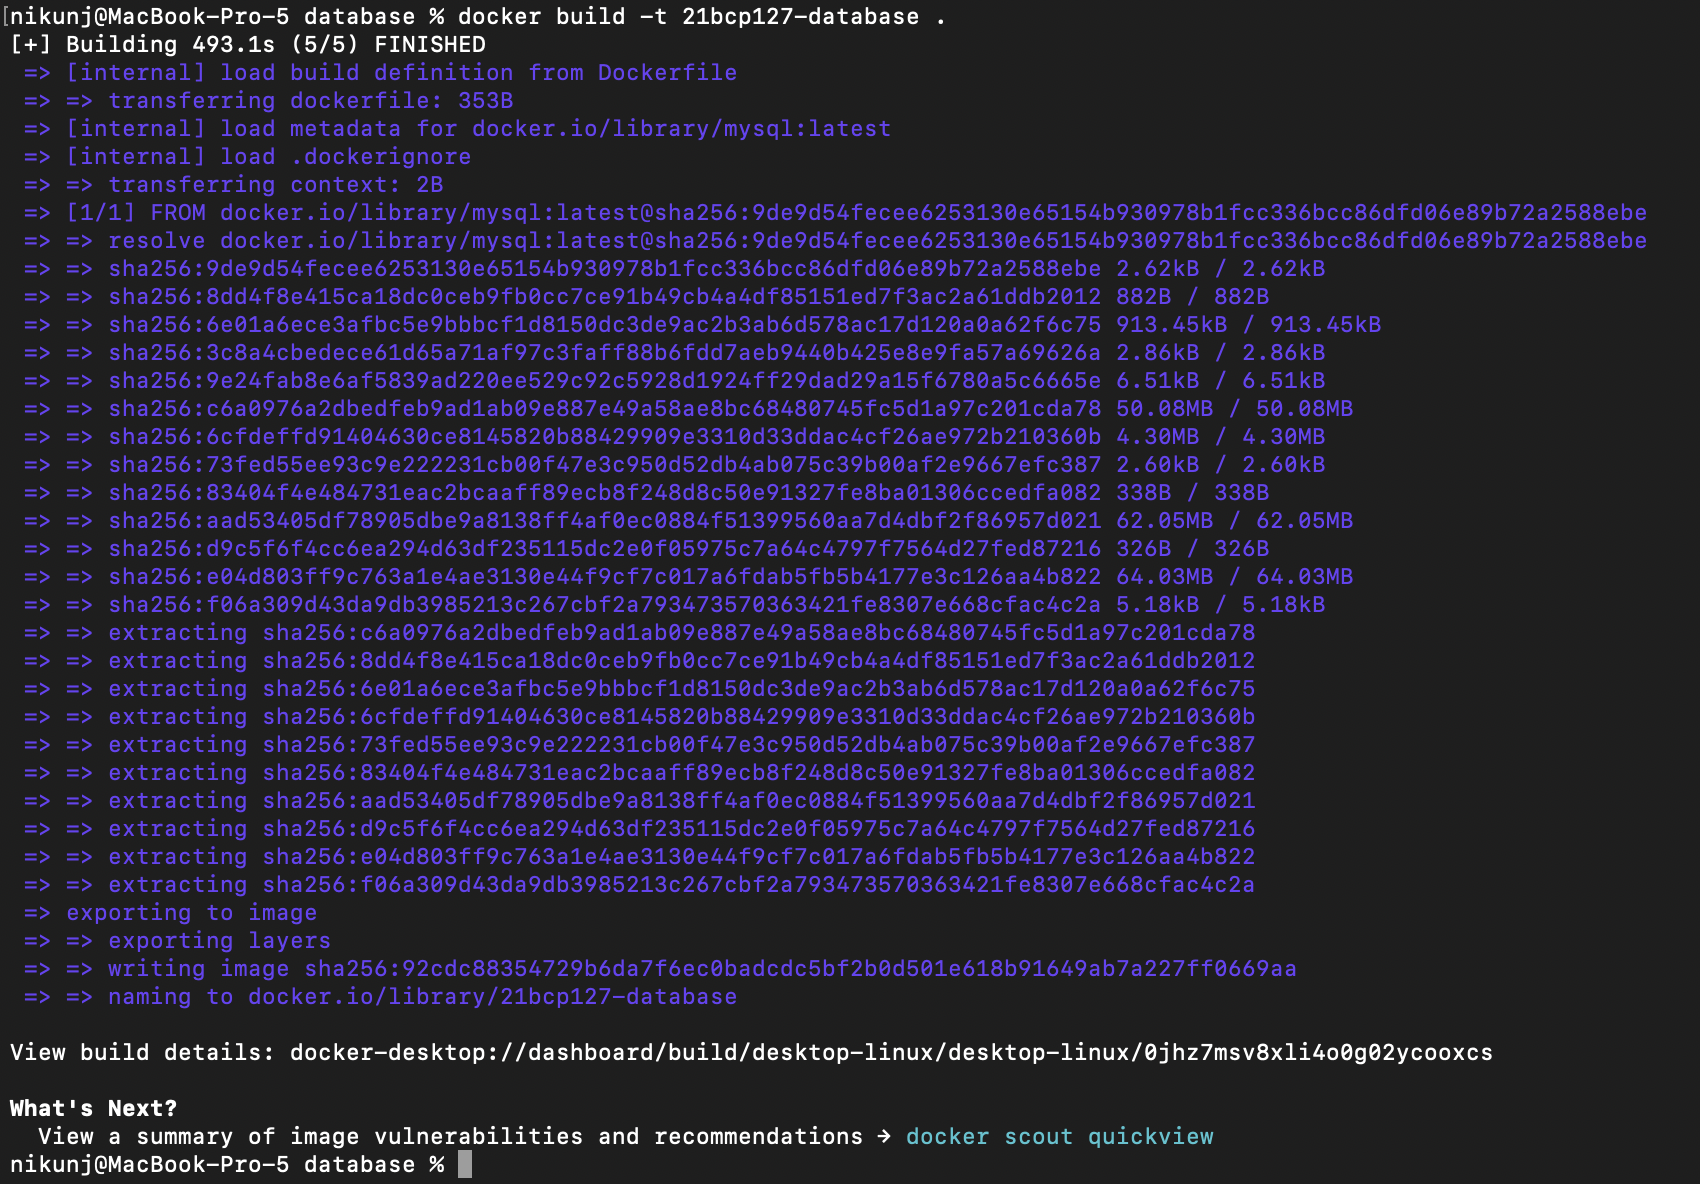 [nikunj@MacBook-Pro-5 database % docker build -t 21bcp127-database .
[+] Building 493.1s (5/5) FINISHED
=> [internal] load build definition from Dockerfile
=> => transferring dockerfile: 353B
=> [internal] load metadata for docker.io/library/mysql:latest
=> [internal] load .dockerignore
=> => transferring context: 2B
=> [1/1] FROM docker.io/library/mysql:latest@sha256:9de9d54fecee6253130e65154b930978b1fcc336bcc86dfd06e89b72a2588ebe
=> => resolve docker.io/library/mysql:latest@sha256:9de9d54fecee6253130e65154b930978b1fcc336bcc86dfd06e89b72a2588ebe
=> => sha256:9de9d54fecee6253130e65154b930978b1fcc336bcc86dfd06e89b72a2588ebe 2.62kB / 2.62kB
=> => sha256:8dd4f8e415ca18dc0ceb9fb0cc7ce91b49cb4a4df85151ed7f3ac2a61ddb2012 882B / 882B
=> => sha256:6e01a6ece3afbc5e9bbbcf1d8150dc3de9ac2b3ab6d578ac17d120a0a62f6c75 913.45kB / 913.45kB
=> => sha256:3c8a4cbedece61d65a71af97c3faff88b6fdd7aeb9440b425e8e9fa57a69626a 2.86kB / 2.86kB
=> => sha256:9e24fab8e6af5839ad220ee529c92c5928d1924ff29dad29a15f6780a5c6665e 6.51kB / 6.51kB
=> => sha256:c6a0976a2dbedfeb9ad1ab09e887e49a58ae8bc68480745fc5d1a97c201cda78 50.08MB / 50.08MB
=> => sha256:6cfdeffd91404630ce8145820b88429909e3310d33ddac4cf26ae972b210360b 4.30MB / 4.30MB
=> => sha256:73fed55ee93c9e222231cb00f47e3c950d52db4ab075c39b00af2e9667efc387 2.60kB / 2.60kB
=> => sha256:83404f4e484731eac2bcaaff89ecb8f248d8c50e91327fe8ba01306ccedfa082 338B / 338B
=> => sha256:aad53405df78905dbe9a8138ff4af0ec0884f51399560aa7d4dbf2f86957d021 62.05MB / 62.05MB
=> => sha256:d9c5f6f4cc6ea294d63df235115dc2e0f05975c7a64c4797f7564d27fed87216 326B / 326B
=> => sha256:e04d803ff9c763a1e4ae3130e44f9cf7c017a6fdab5fb5b4177e3c126aa4b822 64.03MB / 64.03MB
=> => sha256:f06a309d43da9db3985213c267cbf2a793473570363421fe8307e668cfac4c2a 5.18kB / 5.18kB
=> => extracting sha256:c6a0976a2dbedfeb9ad1ab09e887e49a58ae8bc68480745fc5d1a97c201cda78
=> => extracting sha256:8dd4f8e415ca18dc0ceb9fb0cc7ce91b49cb4a4df85151ed7f3ac2a61ddb2012
=> => extracting sha256:6e01a6ece3afbc5e9bbbcf1d8150dc3de9ac2b3ab6d578ac17d120a0a62f6c75
=> => extracting sha256:6cfdeffd91404630ce8145820b88429909e3310d33ddac4cf26ae972b210360b
=> => extracting sha256:73fed55ee93c9e222231cb00f47e3c950d52db4ab075c39b00af2e9667efc387
=> => extracting sha256:83404f4e484731eac2bcaaff89ecb8f248d8c50e91327fe8ba01306ccedfa082
=> => extracting sha256:aad53405df78905dbe9a8138ff4af0ec0884f51399560aa7d4dbf2f86957d021
=> => extracting sha256:d9c5f6f4cc6ea294d63df235115dc2e0f05975c7a64c4797f7564d27fed87216
=> => extracting sha256:e04d803ff9c763a1e4ae3130e44f9cf7c017a6fdab5fb5b4177e3c126aa4b822
=> => extracting sha256:f06a309d43da9db3985213c267cbf2a793473570363421fe8307e668cfac4c2a
=> exporting to image
=> => exporting layers
=> => writing image sha256:92cdc88354729b6da7f6ec0badcdc5bf2b0d501e618b91649ab7a227ff0669aa
=> => naming to docker.io/library/21bcp127-database
View build details: docker-desktop://dashboard/build/desktop-linux/desktop-linux/0jhz7msv8xli4o0g02ycooxcs
What's Next?
View a summary of image vulnerabilities and recommendations → docker scout quickview
nikunj@MacBook-Pro-5 database %